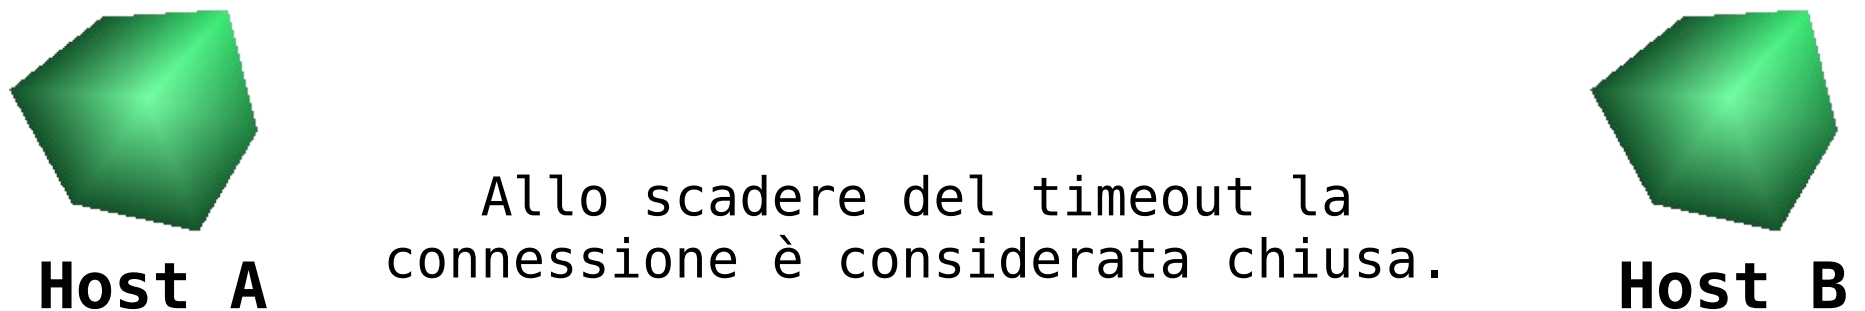 Allo scadere del timeout la
connessione è considerata chiusa.
Host A
Host B